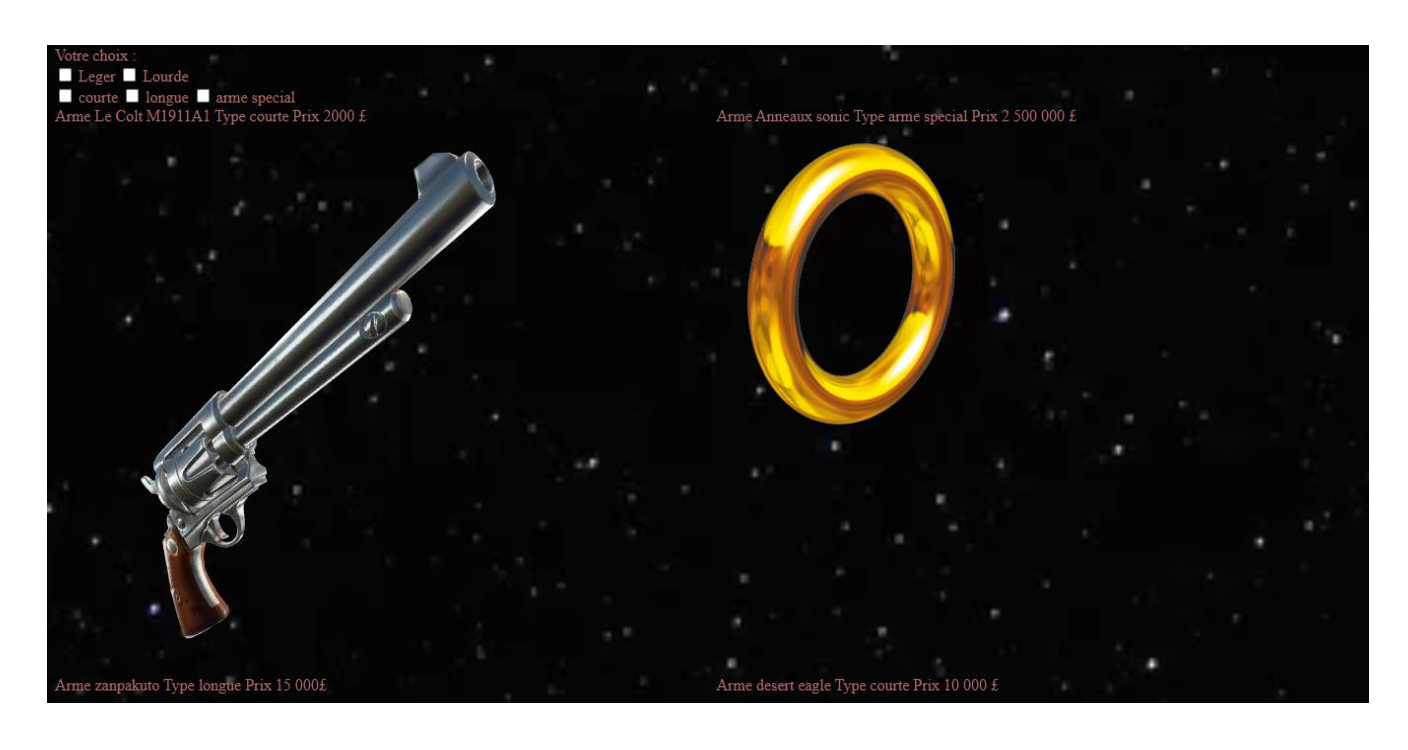 Votre choix :
Leger Lourde
courte longue arme special
Arme Le Colt M1911A1 Type courte Prix 2000 £
Arme Anneaux sonic Type arme special Prix 2 500 000 £
Arme zanpakuto Type longue Prix 15 000£
Arme desert eagle Type courte Prix 10 000 £